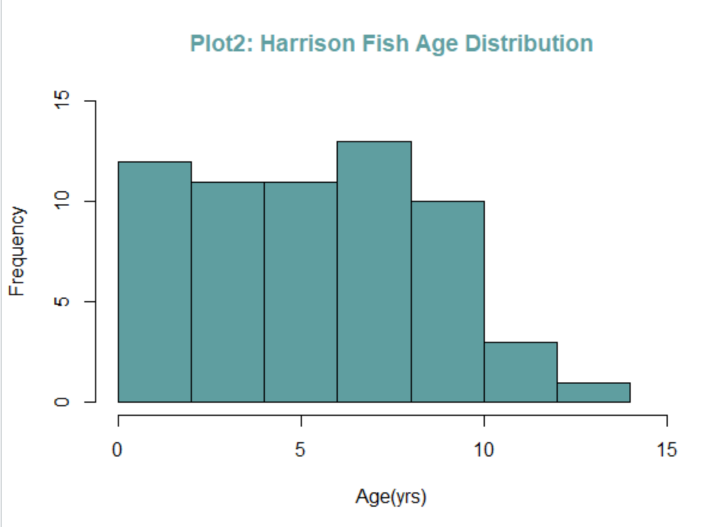 Plot2: Harrison Fish Age Distribution
15
10
5
0
Frequency
0 5 10 15
Age(yrs)